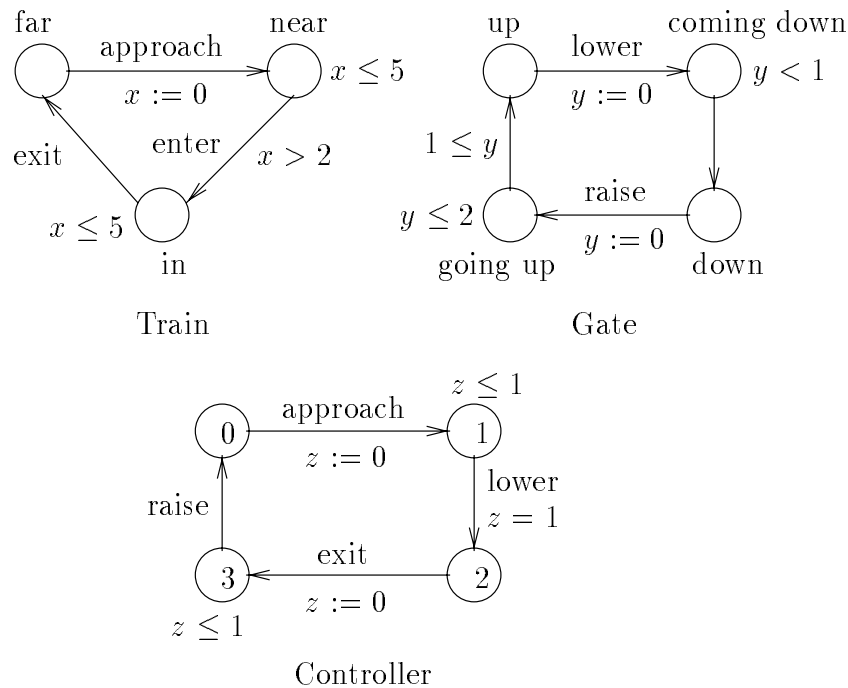 far
approach
near
x := 0
x ≤ 5
exit
enter
x > 2
x ≤ 5
in
Train
up
lower
coming down
y := 0
y < 1
1 ≤ y
raise
y ≤ 2
y := 0
going up
down
Gate
approach
z ≤ 1
0
1
z := 0
raise
lower
z = 1
exit
3
2
z := 0
z ≤ 1
Controller